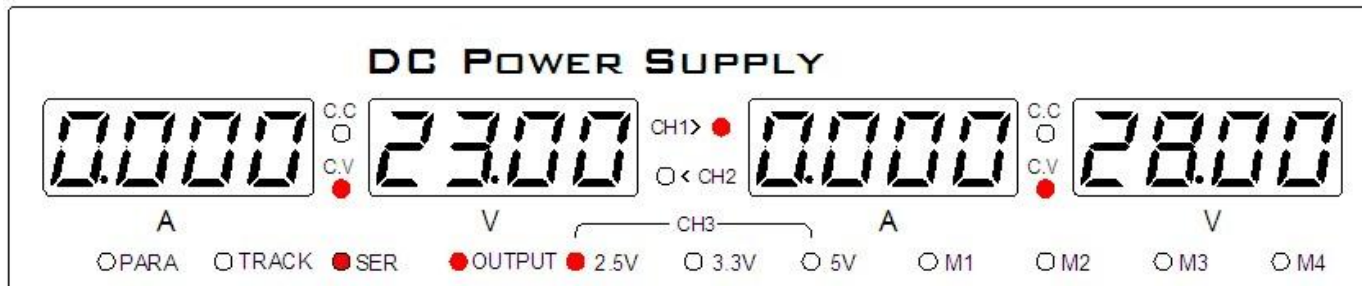 DC POWER SUPPLY
C.C
C.C
0.000 23.00 CH1> 0.000 28.00
C.V < CH2 C.V
A V CH3 A V
PARA TRACK SER OUTPUT 2.5V 3.3V 5V M1 M2 M3 M4